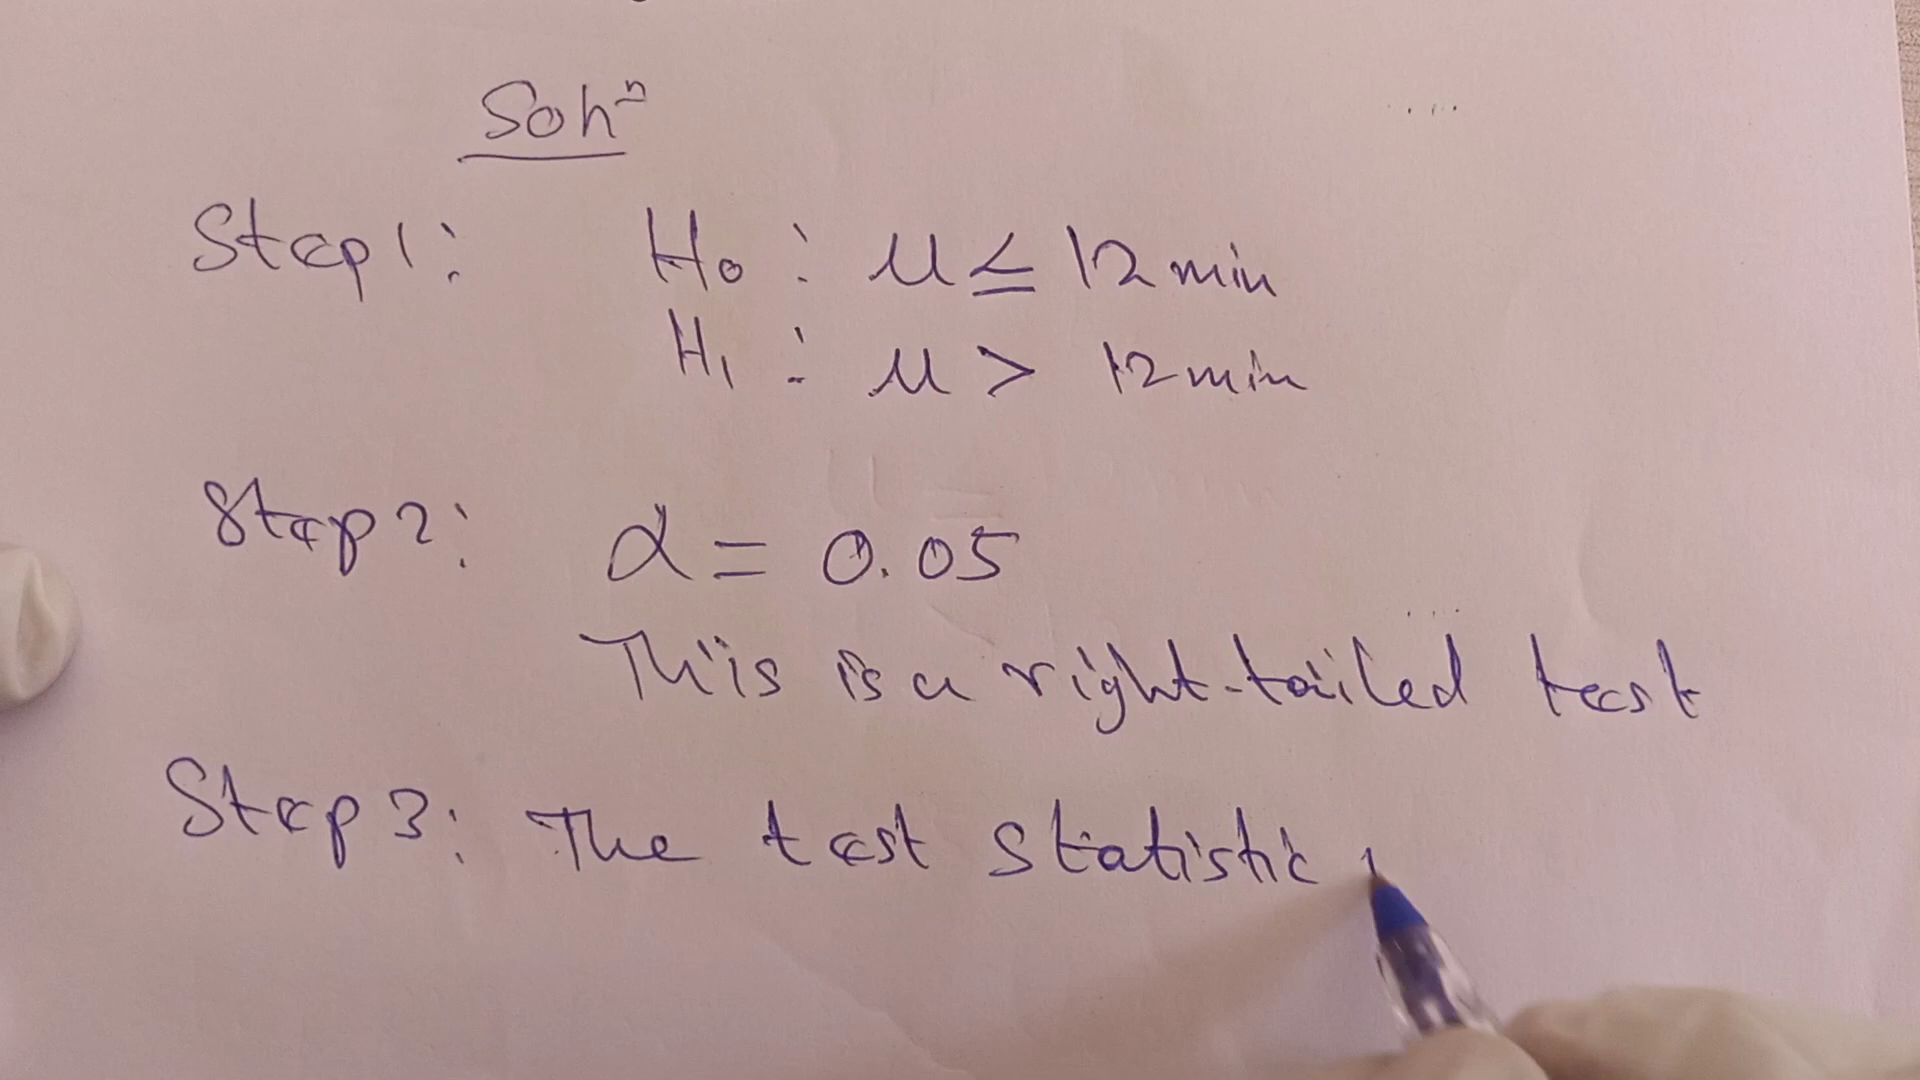 Soln
Step 1: H₀ : μ ≤ 12 min
H₁ : μ > 12 min
Step 2: α = 0.05
This is a right-tailed test
Step 3: The test statistic